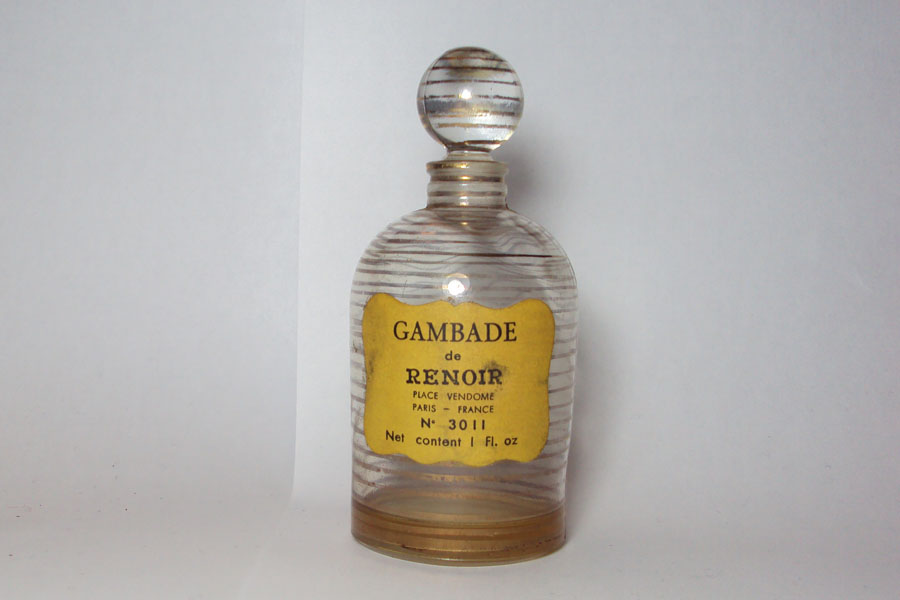 GAMBADE
de
RENOIR
PLACE VENDOME
PARIS – FRANCE
N° 3011
Net content 1 Fl. oz